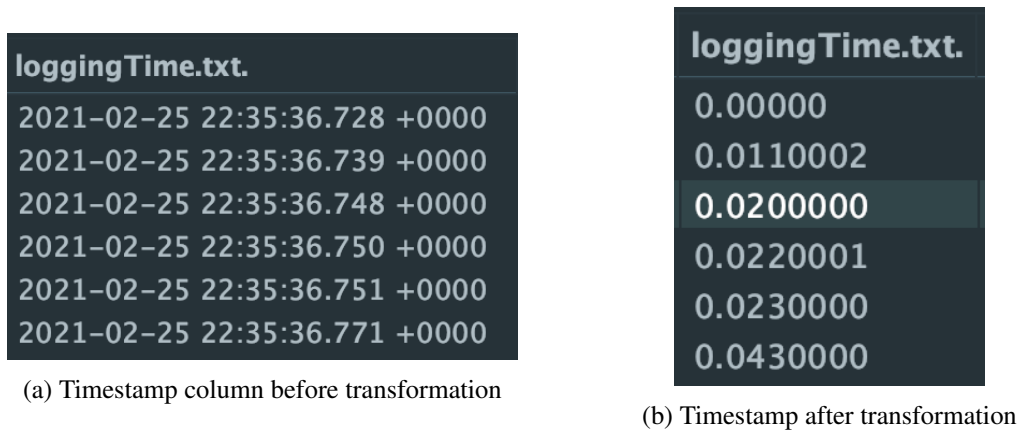 loggingTime.txt.
2021-02-25 22:35:36.728 +0000
2021-02-25 22:35:36.739 +0000
2021-02-25 22:35:36.748 +0000
2021-02-25 22:35:36.750 +0000
2021-02-25 22:35:36.751 +0000
2021-02-25 22:35:36.771 +0000
(a) Timestamp column before transformation
loggingTime.txt.
0.00000
0.0110002
0.0200000
0.0220001
0.0230000
0.0430000
(b) Timestamp after transformation